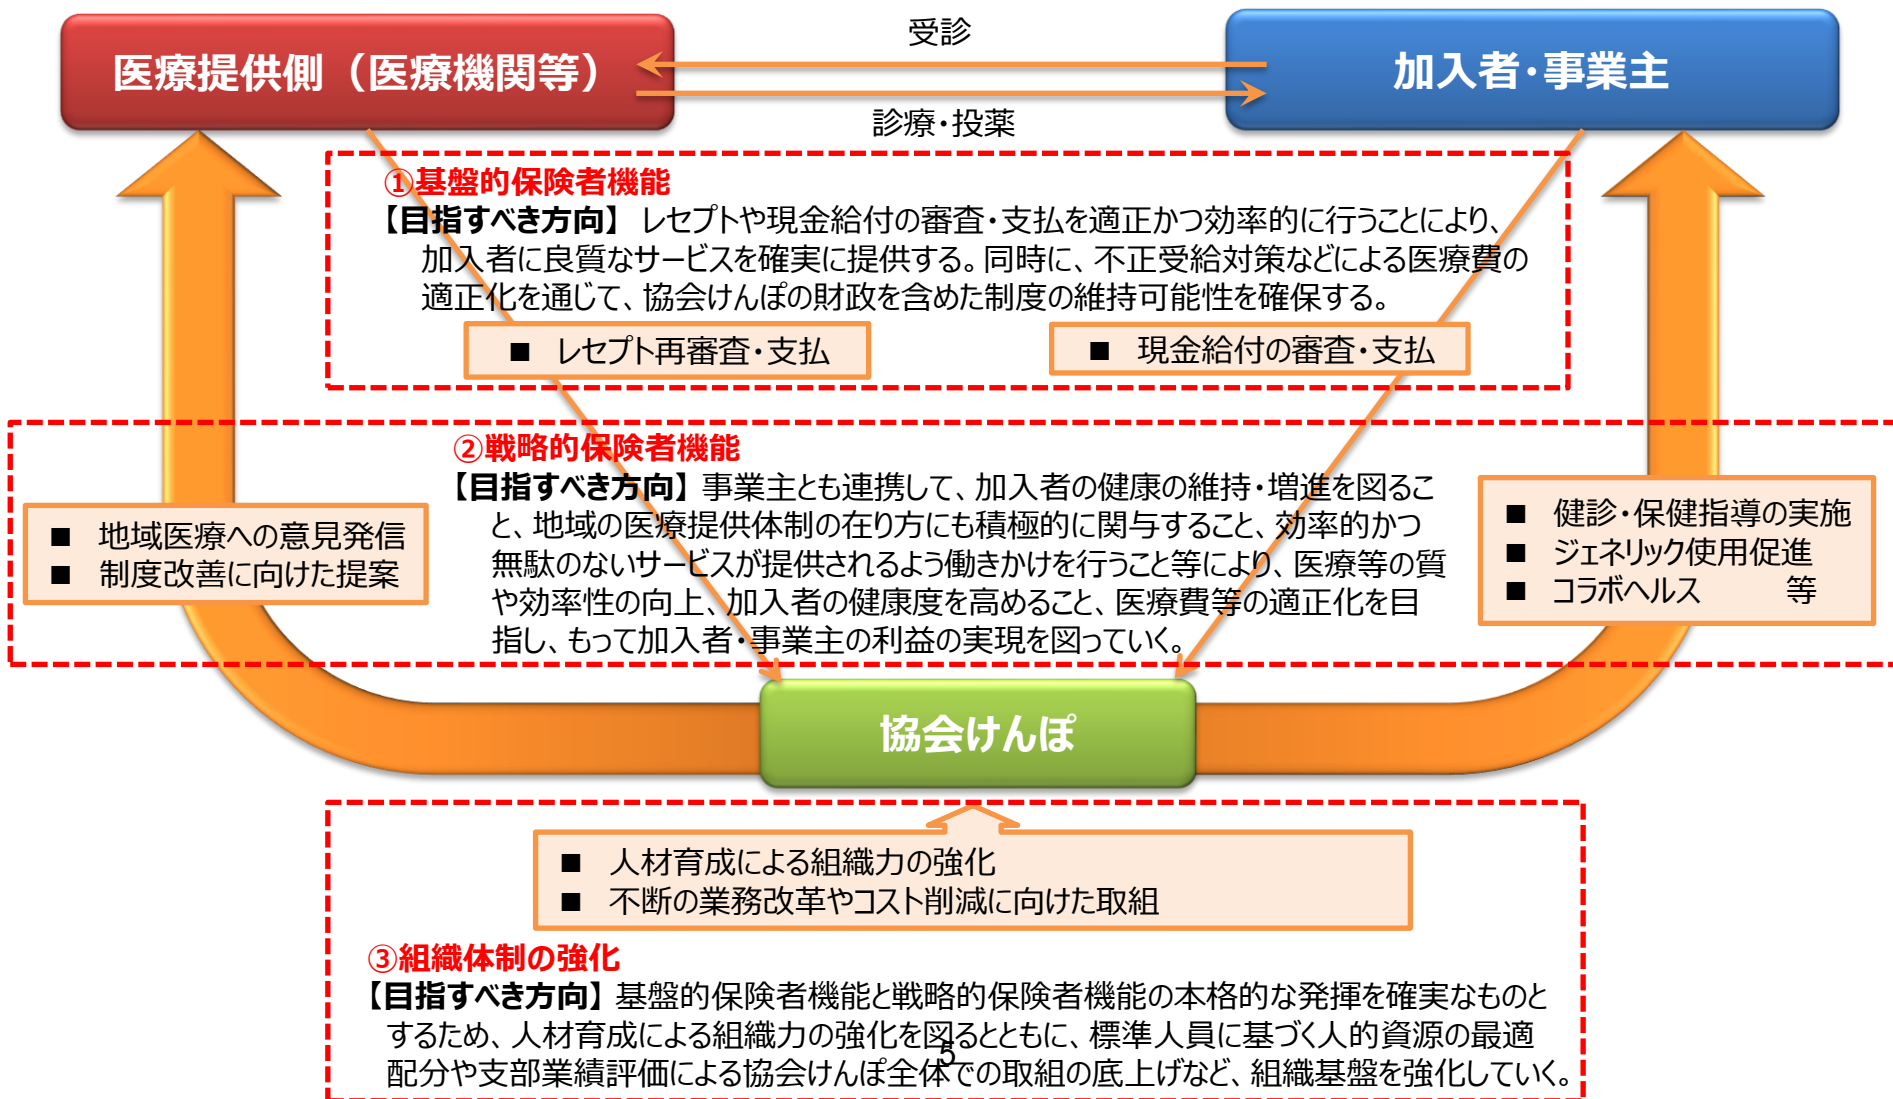 医療提供側（医療機関等）
受診
診療・投薬
加入者・事業主
①基盤的保険者機能
【目指すべき方向】 レセプトや現金給付の審査・支払を適正かつ効率的に行うことにより、
加入者に良質なサービスを確実に提供する。同時に、不正受給対策などによる医療費の
適正化を通じて、協会けんぽの財政を含めた制度の維持可能性を確保する。
■ レセプト再審査・支払
■ 現金給付の審査・支払
②戦略的保険者機能
【目指すべき方向】 事業主とも連携して、加入者の健康の維持・増進を図るこ
と、地域の医療提供体制の在り方にも積極的に関与すること、効率的かつ
無駄のないサービスが提供されるよう働きかけを行うこと等により、医療等の質
や効率性の向上、加入者の健康度を高めること、医療費等の適正化を目
指し、もって加入者・事業主の利益の実現を図っていく。
■ 地域医療への意見発信
■ 制度改善に向けた提案
■ 健診・保健指導の実施
■ ジェネリック使用促進
■ コラボヘルス 等
協会けんぽ
■ 人材育成による組織力の強化
■ 不断の業務改革やコスト削減に向けた取組
③組織体制の強化
【目指すべき方向】 基盤的保険者機能と戦略的保険者機能の本格的な発揮を確実なものと
するため、人材育成による組織力の強化を図るとともに、標準人員に基づく人的資源の最適
配分や支部業績評価による協会けんぽ全体での取組の底上げなど、組織基盤を強化していく。
5